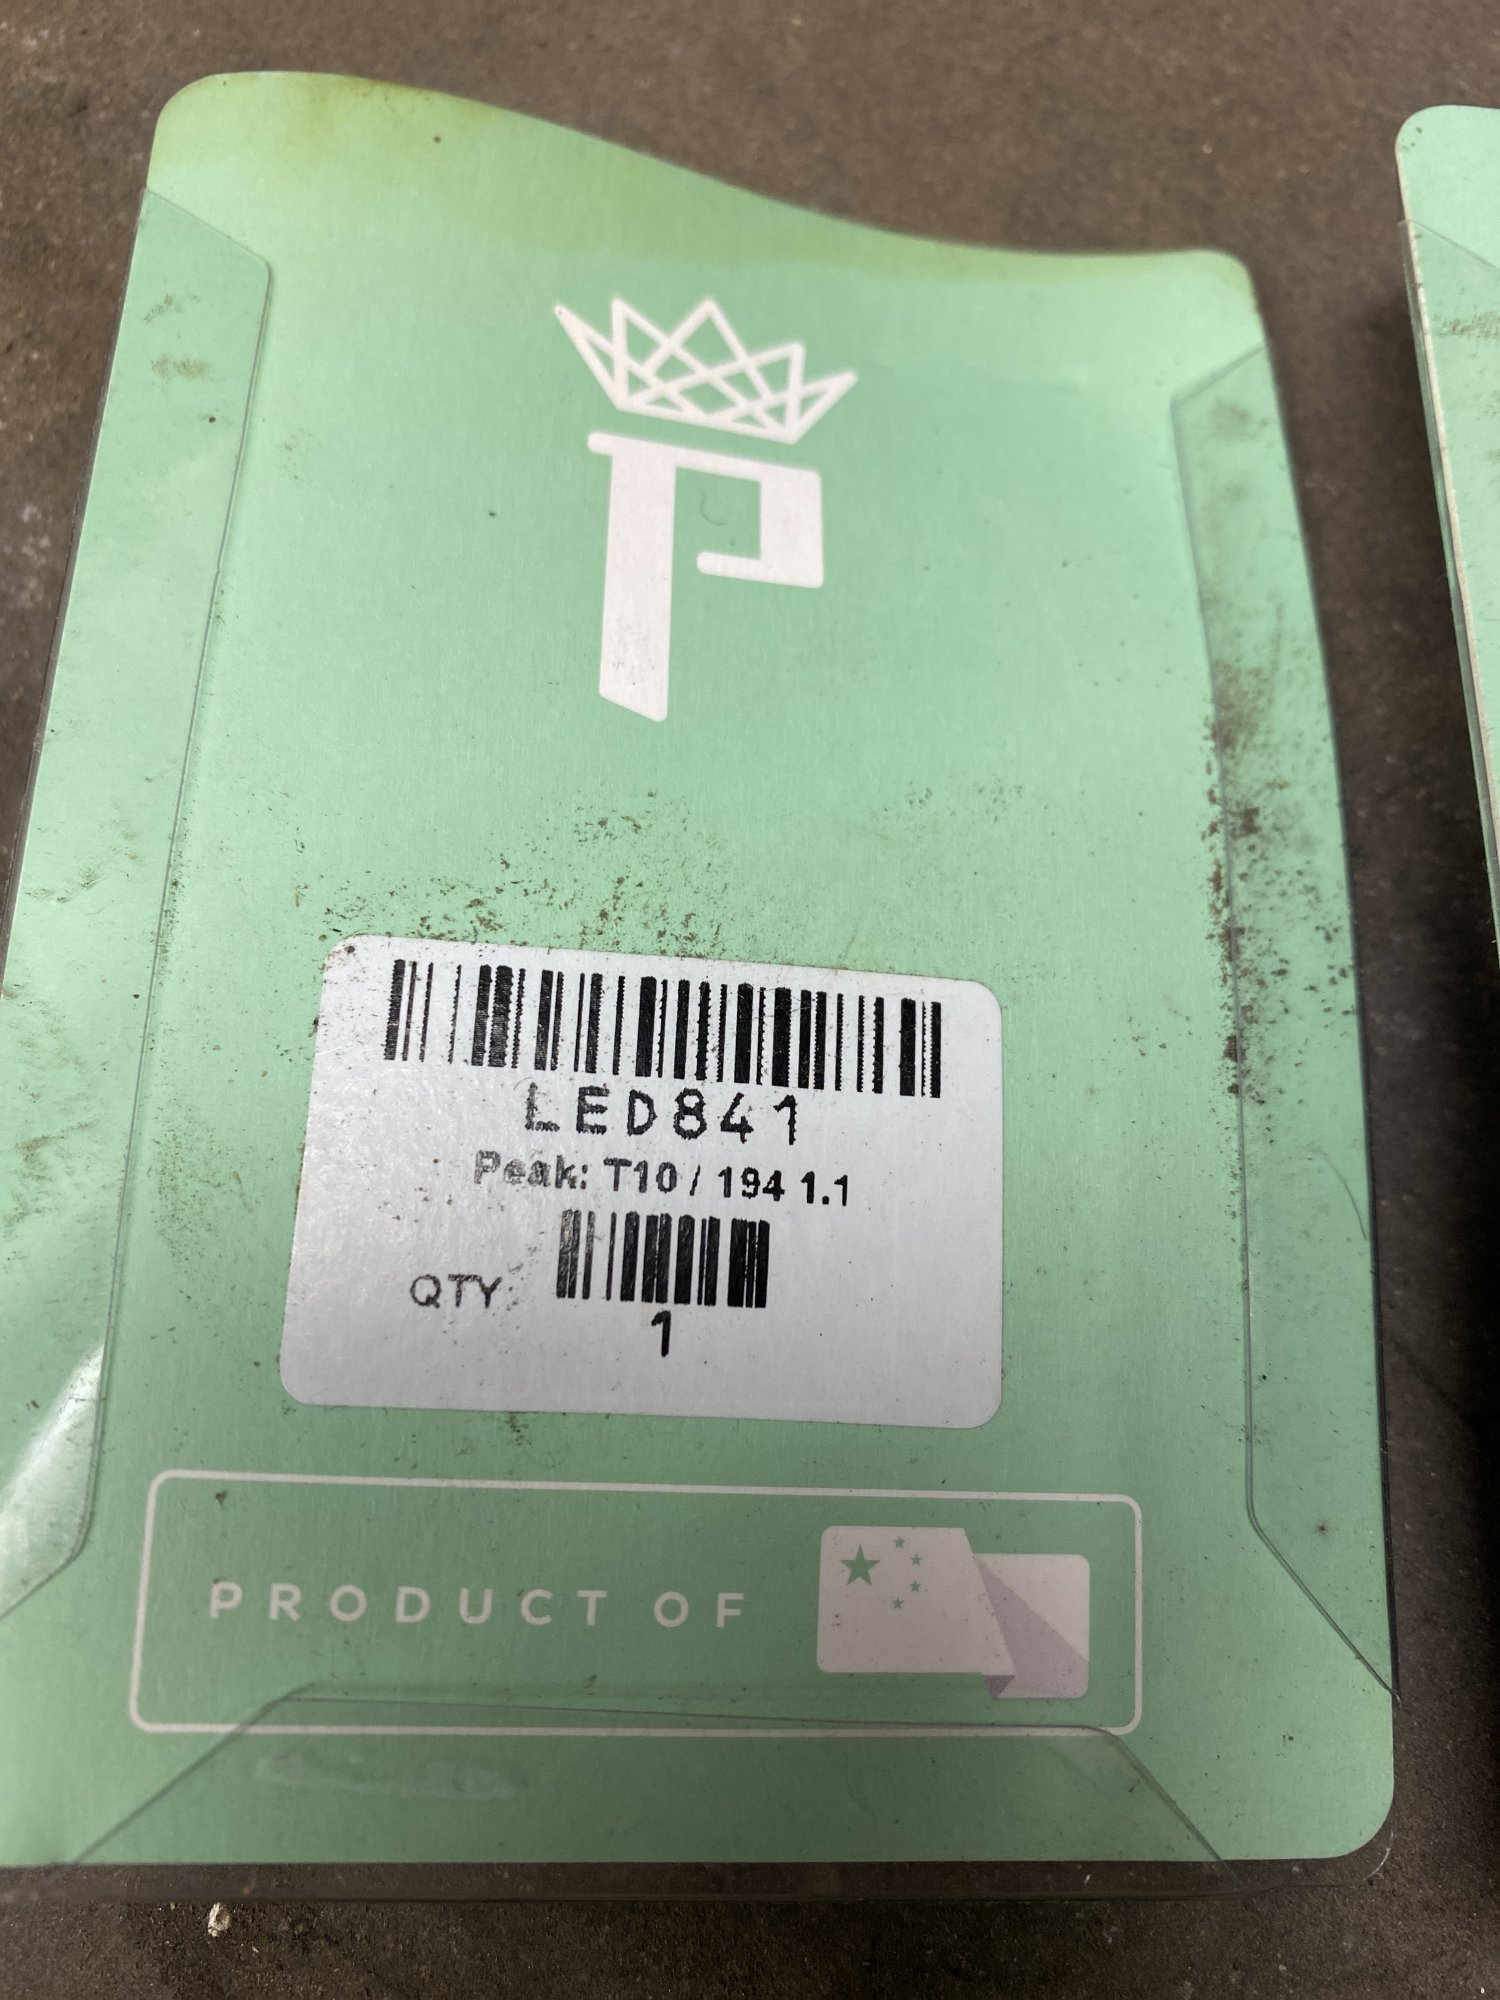 P
LED841
Peak: T10 / 194 1.1
QTY
1
PRODUCT OF